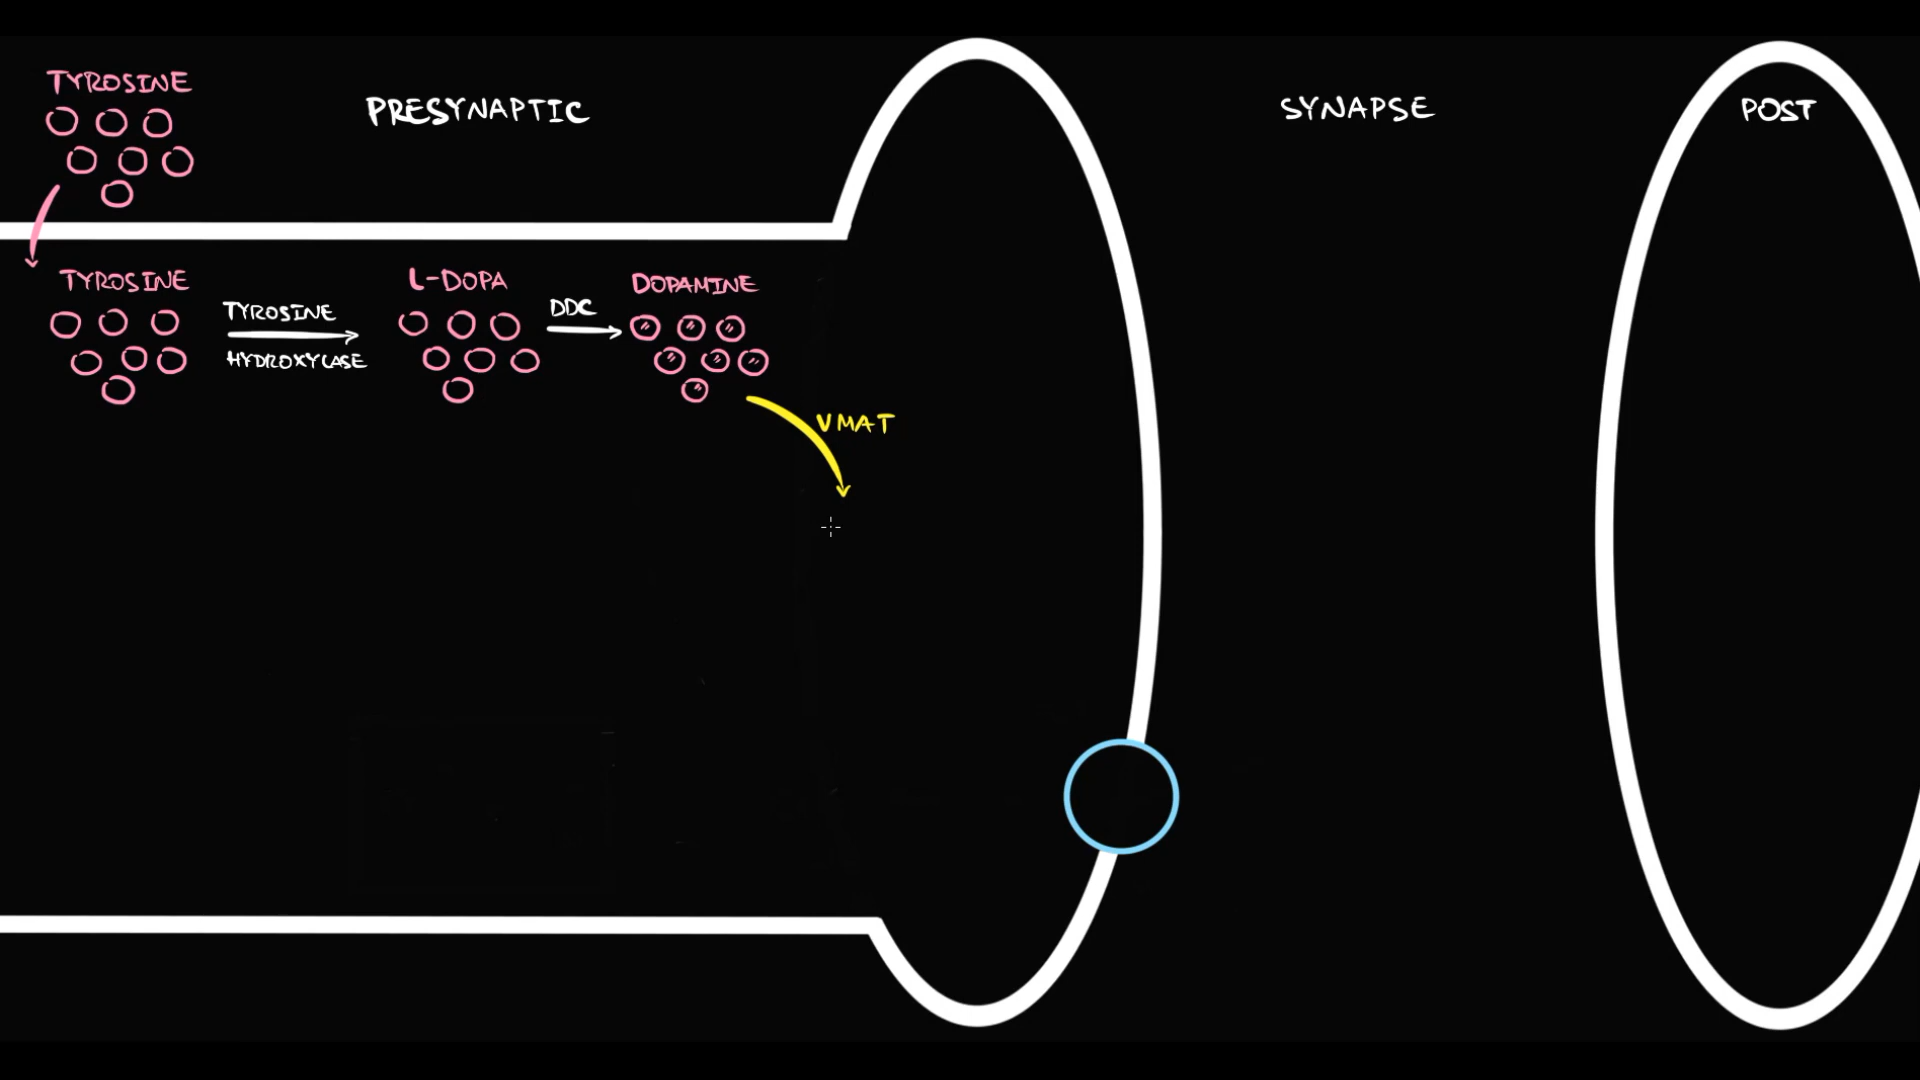 TYROSINE
PRESYNAPTIC
SYNAPSE
POST
TYROSINE
TYROSINE
HYDROXYLASE
L-DOPA
DDC
DOPAMINE
VMAT